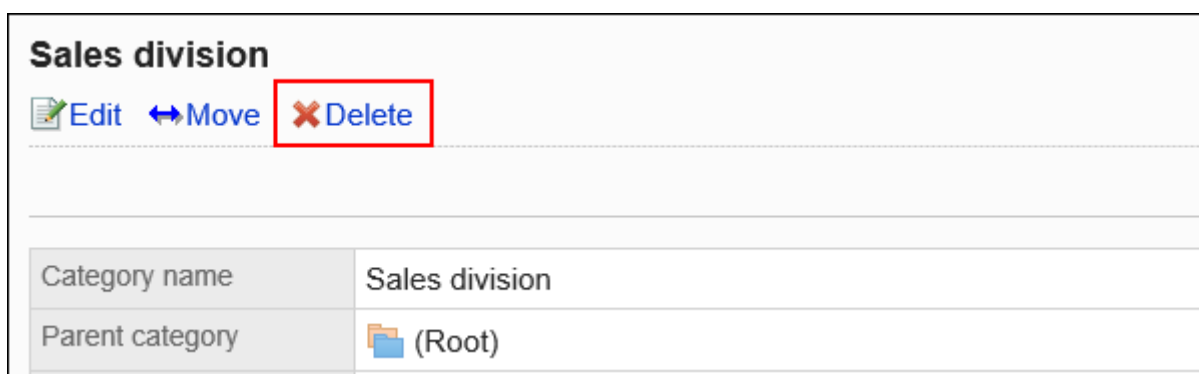 Sales division
Edit Move Delete
Category name Sales division
Parent category (Root)